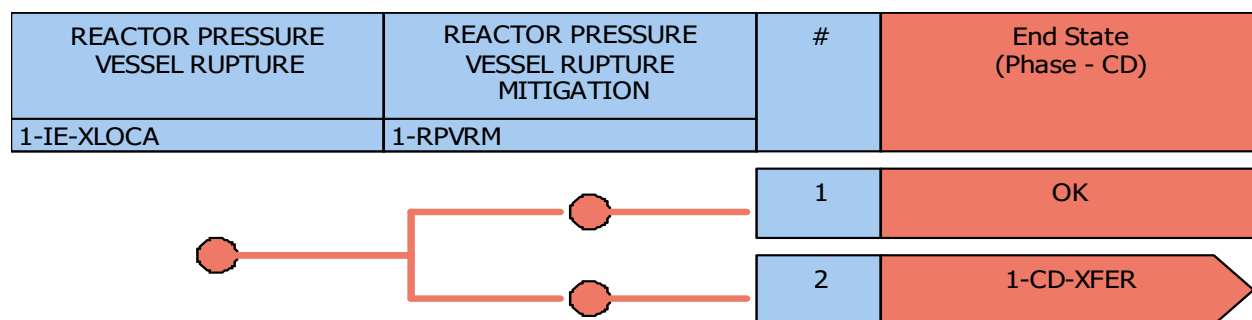 REACTOR PRESSURE
VESSEL RUPTURE
REACTOR PRESSURE
VESSEL RUPTURE
MITIGATION
#
End State
(Phase - CD)
1-IE-XLOCA
1-RPVRM
1
OK
2
1-CD-XFER